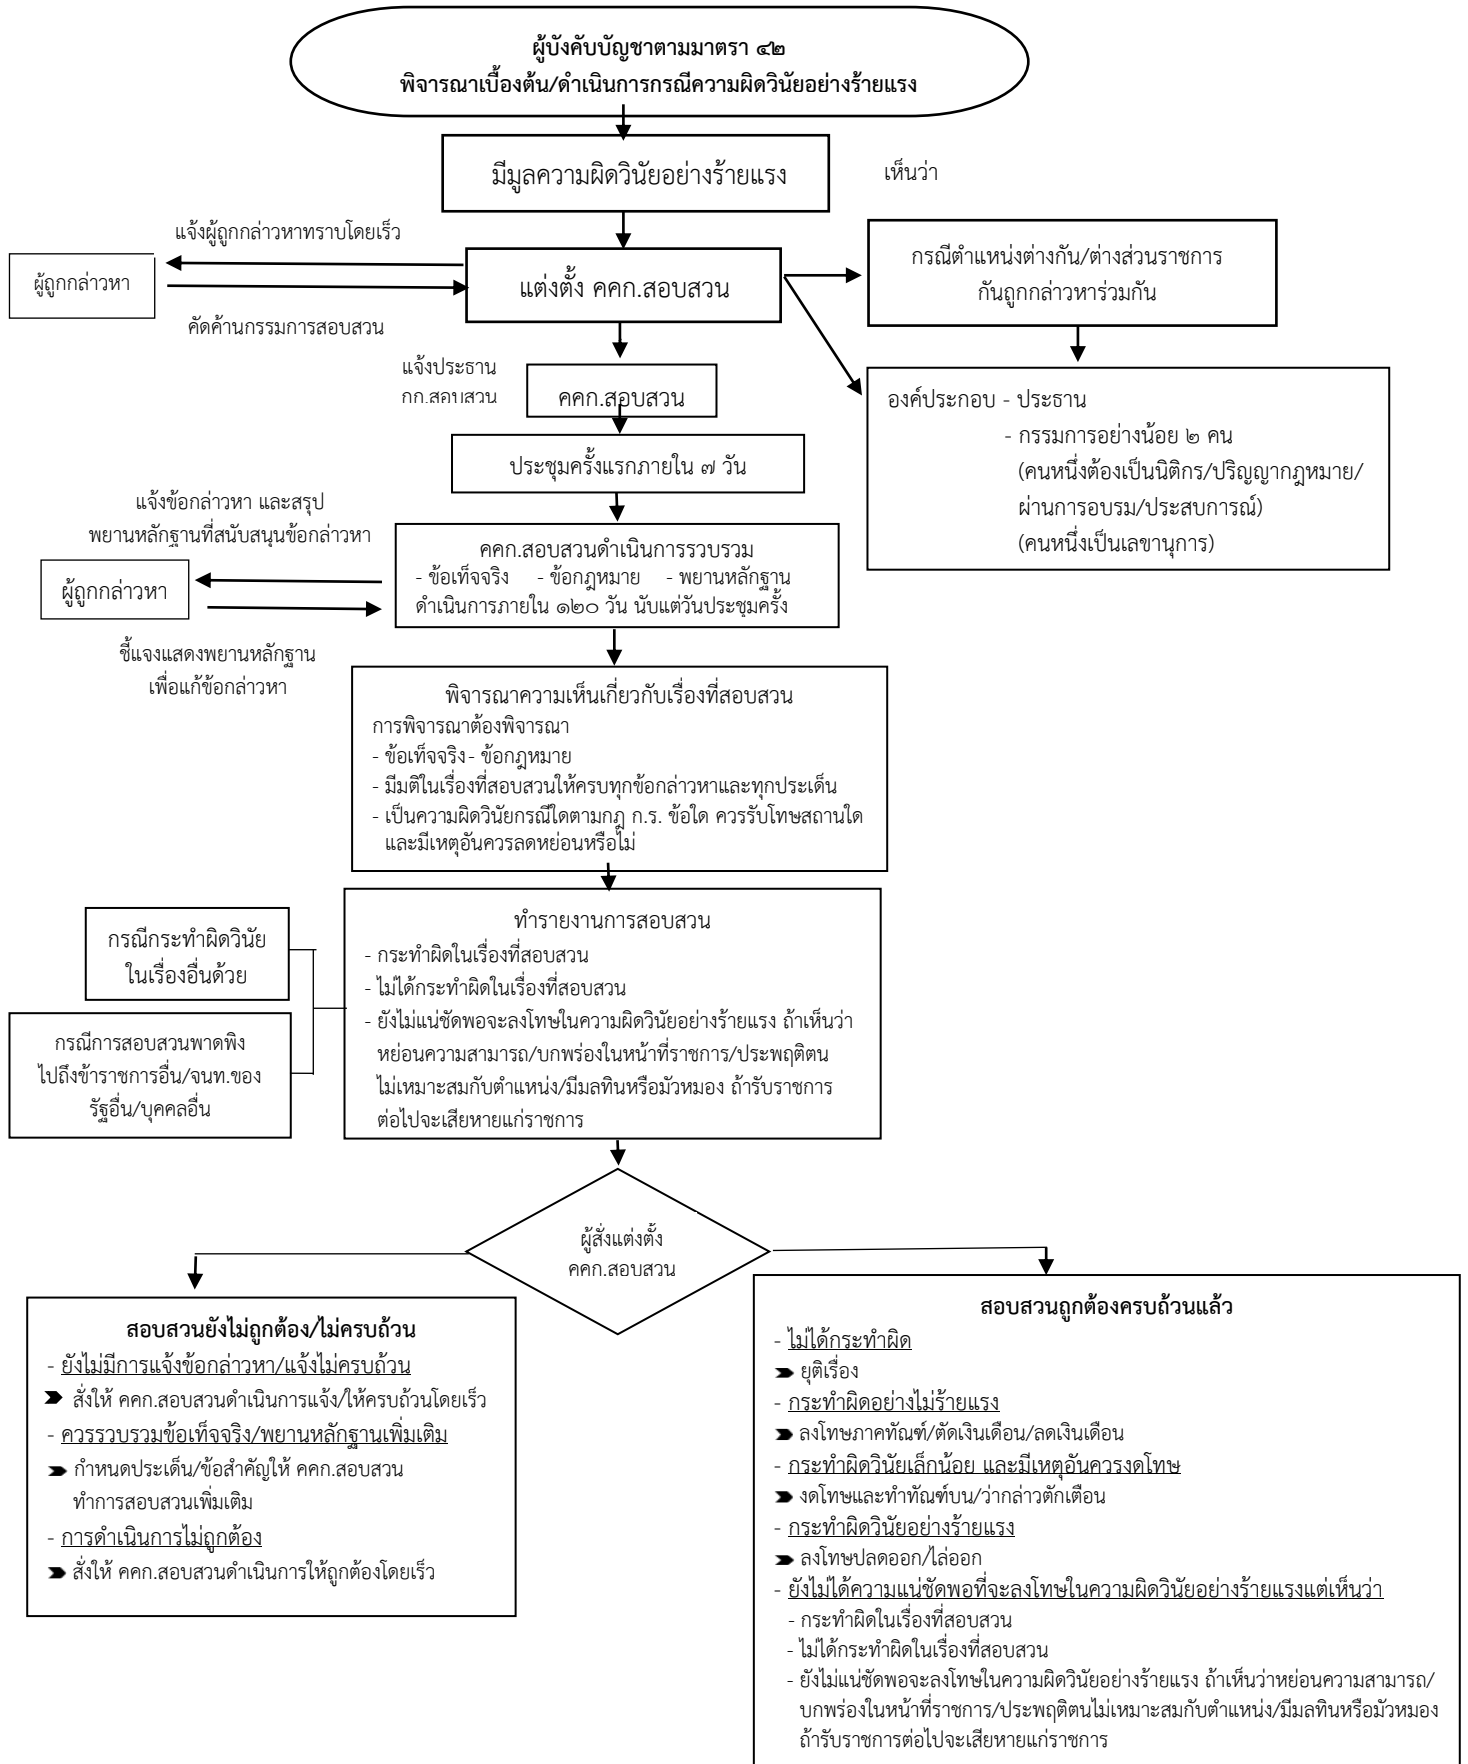 ผู้บังคับบัญชาตามมาตรา ๔๒
พิจารณาเบื้องต้น/ดำเนินการกรณีความผิดวินัยอย่างร้ายแรง
มีมูลความผิดวินัยอย่างร้ายแรง
เห็นว่า
แจ้งผู้ถูกกล่าวหาทราบโดยเร็ว
ผู้ถูกกล่าวหา
แต่งตั้ง คคก.สอบสวน
กรณีตำแหน่งต่างกัน/ต่างส่วนราชการ
กันถูกกล่าวหาร่วมกัน
คัดค้านกรรมการสอบสวน
แจ้งประธาน
กก.สอบสวน
คคก.สอบสวน
องค์ประกอบ - ประธาน
- กรรมการอย่างน้อย ๒ คน
(คนหนึ่งต้องเป็นนิติกร/ปริญญากฎหมาย/
ผ่านการอบรม/ประสบการณ์)
(คนหนึ่งเป็นเลขานุการ)
ประชุมครั้งแรกภายใน ๗ วัน
แจ้งข้อกล่าวหา และสรุป
พยานหลักฐานที่สนับสนุนข้อกล่าวหา
ผู้ถูกกล่าวหา
คคก.สอบสวนดำเนินการรวบรวม
- ข้อเท็จจริง - ข้อกฎหมาย - พยานหลักฐาน
ดำเนินการภายใน ๑๒๐ วัน นับแต่วันประชุมครั้ง
ชี้แจงแสดงพยานหลักฐาน
เพื่อแก้ข้อกล่าวหา
พิจารณาความเห็นเกี่ยวกับเรื่องที่สอบสวน
การพิจารณาต้องพิจารณา
- ข้อเท็จจริง - ข้อกฎหมาย
- มีมติในเรื่องที่สอบสวนให้ครบทุกข้อกล่าวหาและทุกประเด็น
- เป็นความผิดวินัยกรณีใดตามกฎ ก.ร. ข้อใด ควรรับโทษสถานใด
และมีเหตุอันควรลดหย่อนหรือไม่
กรณีกระทำผิดวินัย
ในเรื่องอื่นด้วย
กรณีการสอบสวนพาดพิง
ไปถึงข้าราชการอื่น/จนท.ของ
รัฐอื่น/บุคคลอื่น
ทำรายงานการสอบสวน
- กระทำผิดในเรื่องที่สอบสวน
- ไม่ได้กระทำผิดในเรื่องที่สอบสวน
- ยังไม่แน่ชัดพอจะลงโทษในความผิดวินัยอย่างร้ายแรง ถ้าเห็นว่า
หย่อนความสามารถ/บกพร่องในหน้าที่ราชการ/ประพฤติตน
ไม่เหมาะสมกับตำแหน่ง/มีมลทินหรือมัวหมอง ถ้ารับราชการ
ต่อไปจะเสียหายแก่ราชการ
ผู้สั่งแต่งตั้ง
คคก.สอบสวน
สอบสวนยังไม่ถูกต้อง/ไม่ครบถ้วน
- ยังไม่มีการแจ้งข้อกล่าวหา/แจ้งไม่ครบถ้วน
สั่งให้ คคก.สอบสวนดำเนินการแจ้ง/ให้ครบถ้วนโดยเร็ว
- ควรรวบรวมข้อเท็จจริง/พยานหลักฐานเพิ่มเติม
กำหนดประเด็น/ข้อสำคัญให้ คคก.สอบสวน
ทำการสอบสวนเพิ่มเติม
- การดำเนินการไม่ถูกต้อง
สั่งให้ คคก.สอบสวนดำเนินการให้ถูกต้องโดยเร็ว
สอบสวนถูกต้องครบถ้วนแล้ว
- ไม่ได้กระทำผิด
ยุติเรื่อง
- กระทำผิดอย่างไม่ร้ายแรง
ลงโทษภาคทัณฑ์/ตัดเงินเดือน/ลดเงินเดือน
- กระทำผิดวินัยเล็กน้อย และมีเหตุอันควรงดโทษ
งดโทษและทำทัณฑ์บน/ว่ากล่าวตักเตือน
- กระทำผิดวินัยอย่างร้ายแรง
ลงโทษปลดออก/ไล่ออก
- ยังไม่ได้ความแน่ชัดพอที่จะลงโทษในความผิดวินัยอย่างร้ายแรงแต่เห็นว่า
- กระทำผิดในเรื่องที่สอบสวน
- ไม่ได้กระทำผิดในเรื่องที่สอบสวน
- ยังไม่แน่ชัดพอจะลงโทษในความผิดวินัยอย่างร้ายแรง ถ้าเห็นว่าหย่อนความสามารถ/
บกพร่องในหน้าที่ราชการ/ประพฤติตนไม่เหมาะสมกับตำแหน่ง/มีมลทินหรือมัวหมอง
ถ้ารับราชการต่อไปจะเสียหายแก่ราชการ